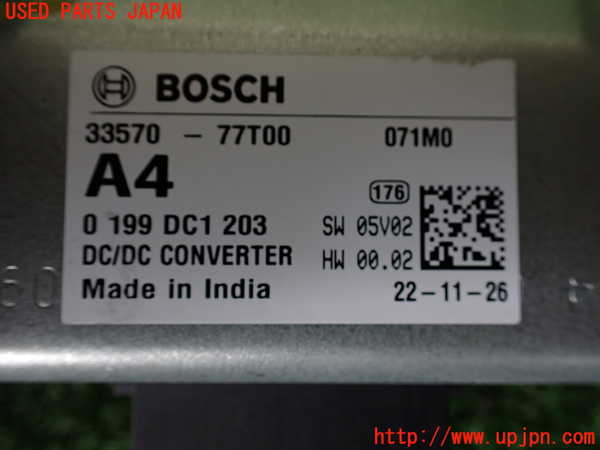 USED PARTS JAPAN
BOSCH
33570 - 77T00 071M0
A4
176
0 199 DC1 203 SW 05V02
DC/DC CONVERTER HW 00.02
Made in India 22-11-26
http://www.upjpn.com/